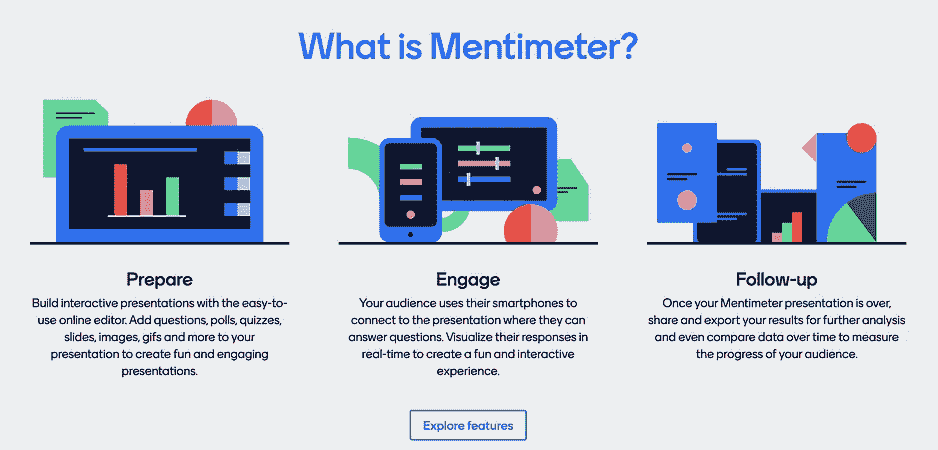 What is Mentimeter?
Prepare
Build interactive presentations with the easy-to-
use online editor. Add questions, polls, quizzes,
slides, images, gifs and more to your
presentation to create fun and engaging
presentations.
Engage
Your audience uses their smartphones to
connect to the presentation where they can
answer questions. Visualize their responses in
real-time to create a fun and interactive
experience.
Follow-up
Once your Mentimeter presentation is over,
share and export your results for further analysis
and even compare data over time to measure
the progress of your audience.
Explore features